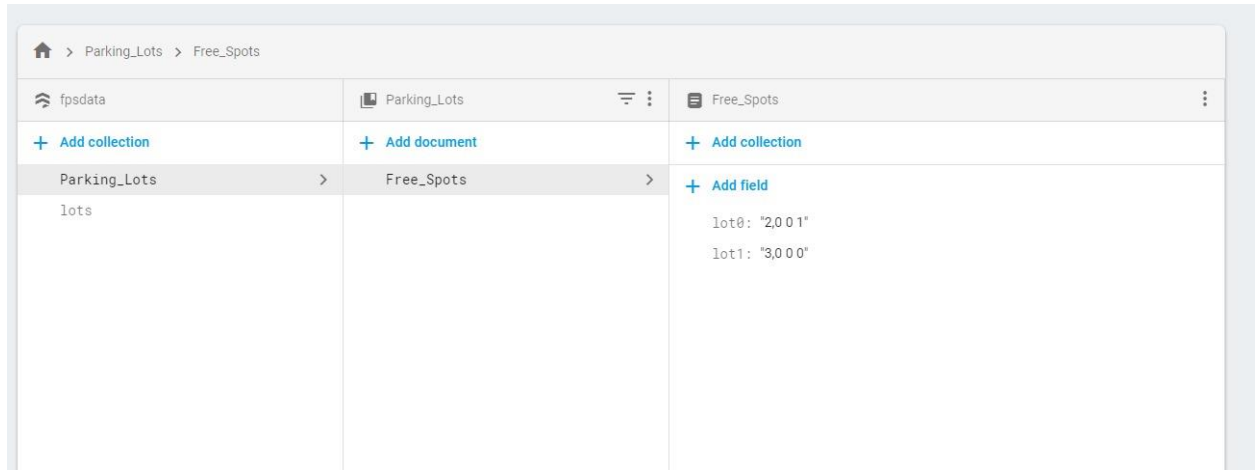 Parking_Lots > Free_Spots
fpsdata
Parking_Lots
Free_Spots
+ Add collection
+ Add document
+ Add collection
Parking_Lots >
Free_Spots >
+ Add field
lots
lot0: "2,0 0 1"
lot1: "3,0 0 0"